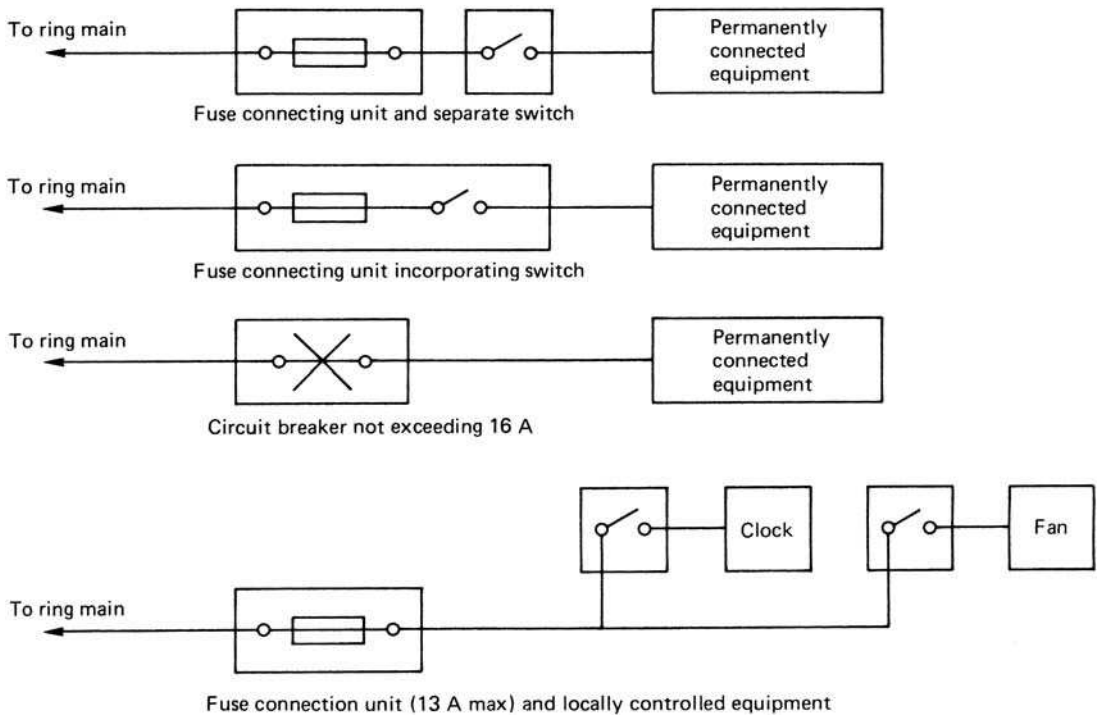 To ring main
Permanently
connected
equipment
Fuse connecting unit and separate switch
To ring main
Permanently
connected
equipment
Fuse connecting unit incorporating switch
To ring main
Permanently
connected
equipment
Circuit breaker not exceeding 16 A
Clock
Fan
To ring main
Fuse connection unit (13 A max) and locally controlled equipment